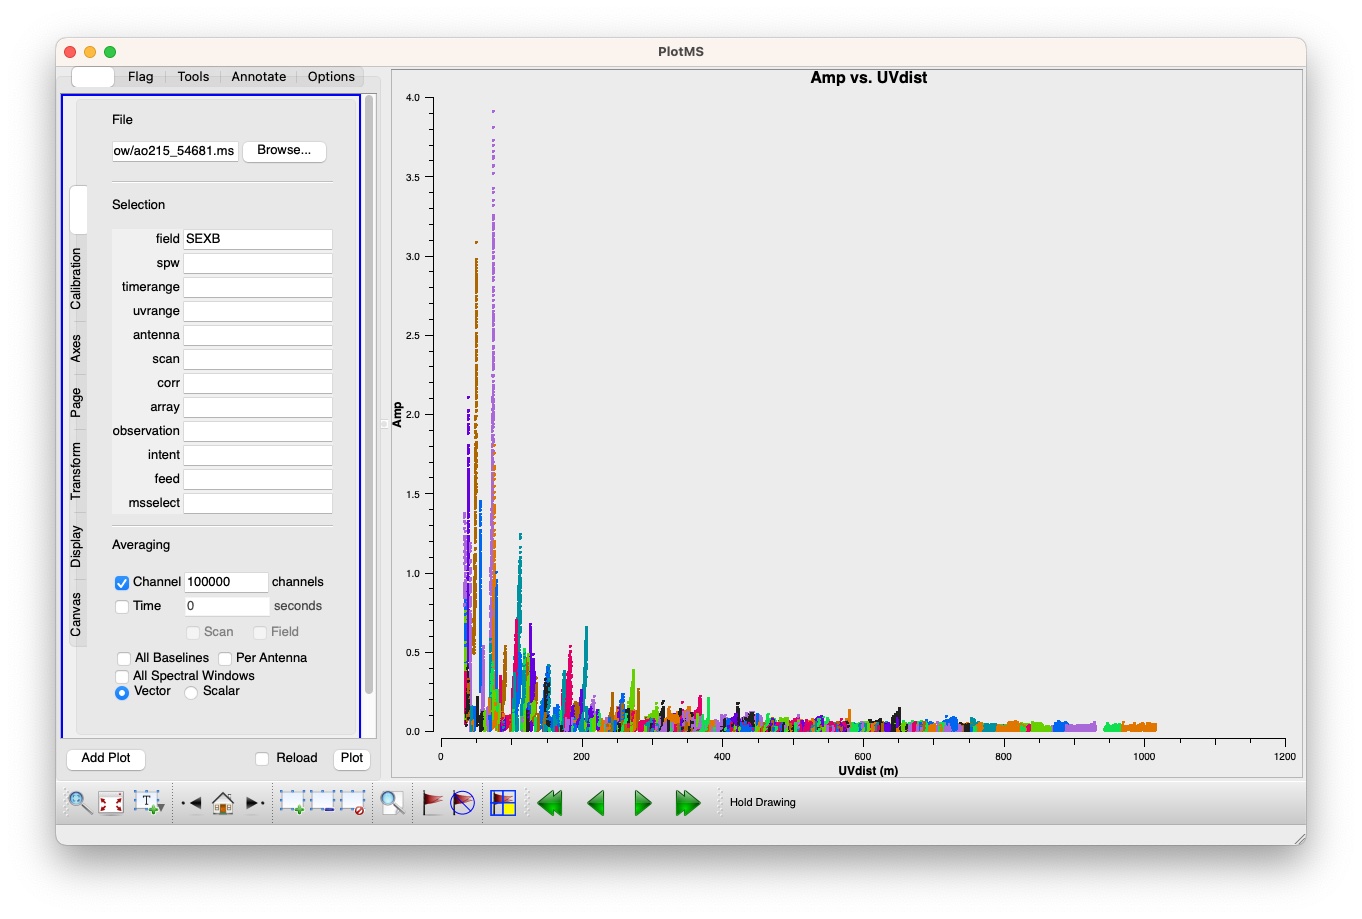 PlotMS
Flag Tools Annotate Options
File
ow/ao215_54681.ms Browse...
Selection
field SEXB
spw
timerange
uvrange
antenna
scan
corr
array
observation
intent
feed
msselect
Averaging
Channel 100000 channels
Time 0 seconds
Scan Field
All Baselines Per Antenna
All Spectral Windows
Vector Scalar
Calibration
Axes
Page
Transform
Display
Canvas
Add Plot Reload Plot
Amp vs. UVdist
4.0
3.5
3.0
2.5
2.0
1.5
1.0
0.5
0.0
Amp
0 200 400 600 800 1000 1200
UVdist (m)
T
Hold Drawing